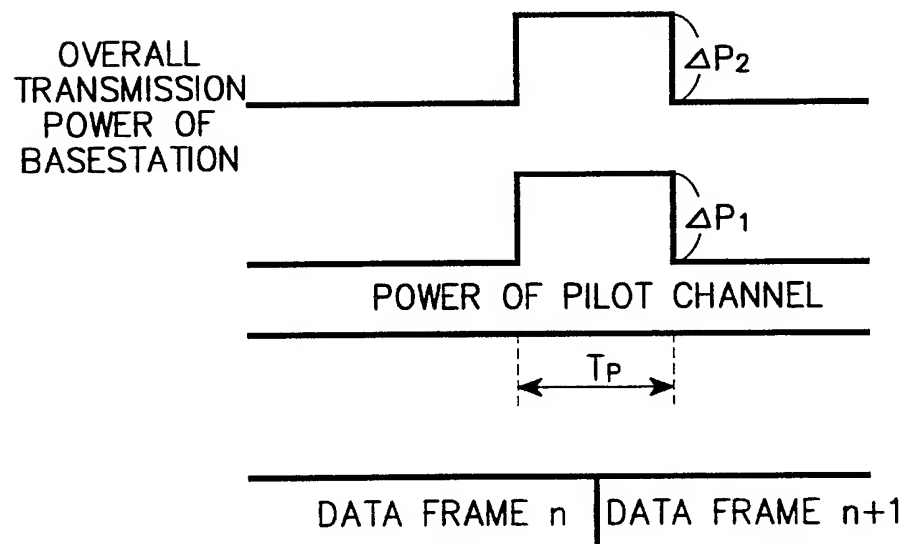 OVERALL
TRANSMISSION
POWER OF
BASESTATION
ΔP2
ΔP1
POWER OF PILOT CHANNEL
TP
DATA FRAME n
DATA FRAME n+1